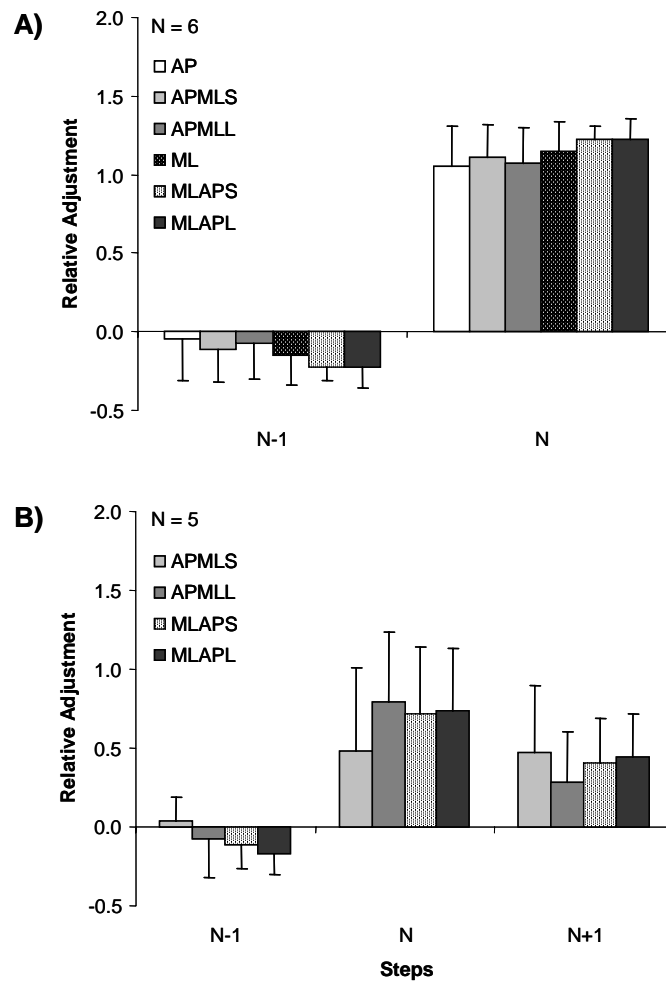 A)
N = 6
AP
APMLS
APMLL
ML
MLAPS
MLAPL
Relative Adjustment
2.0
1.5
1.0
0.5
0.0
-0.5
N-1 N
B)
N = 5
APMLS
APMLL
MLAPS
MLAPL
Relative Adjustment
2.0
1.5
1.0
0.5
0.0
-0.5
N-1 N N+1
Steps